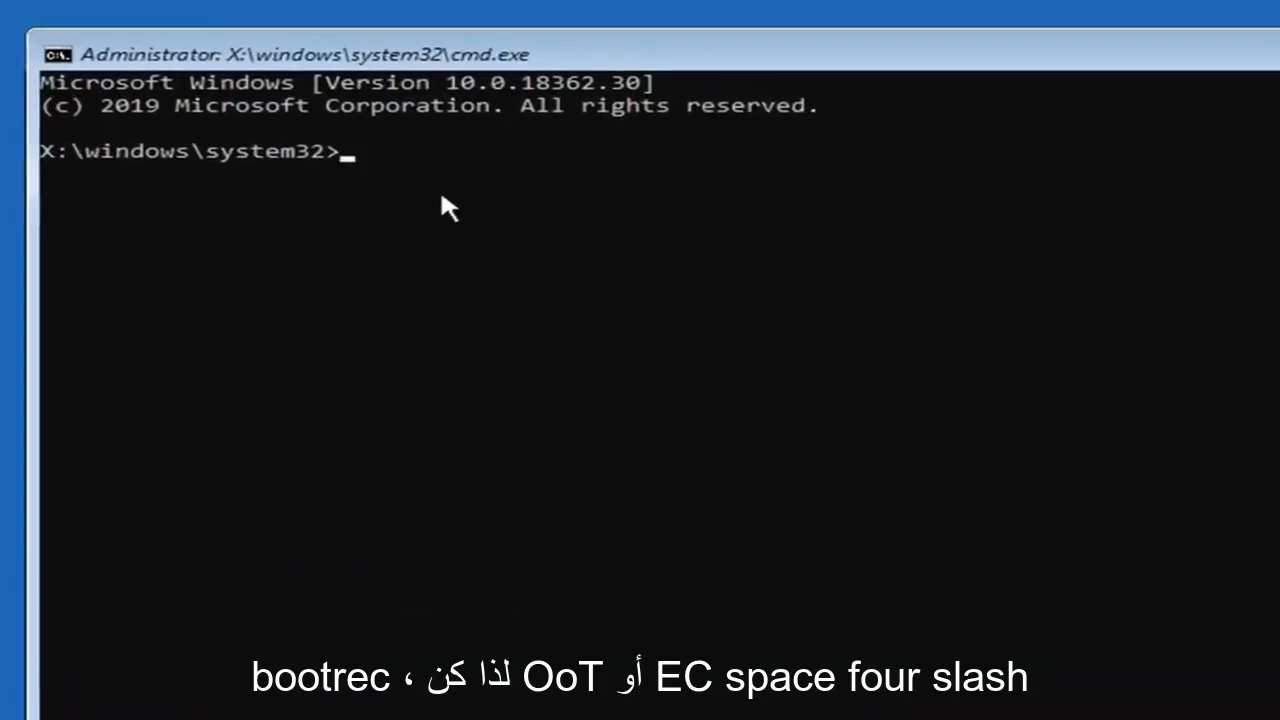 Administrator: X:\windows\system32\cmd.exe
Microsoft Windows [Version 10.0.18362.30]
(c) 2019 Microsoft Corporation. All rights reserved.
X:\windows\system32>
bootrec ، لذا كن OoT أو EC space four slash